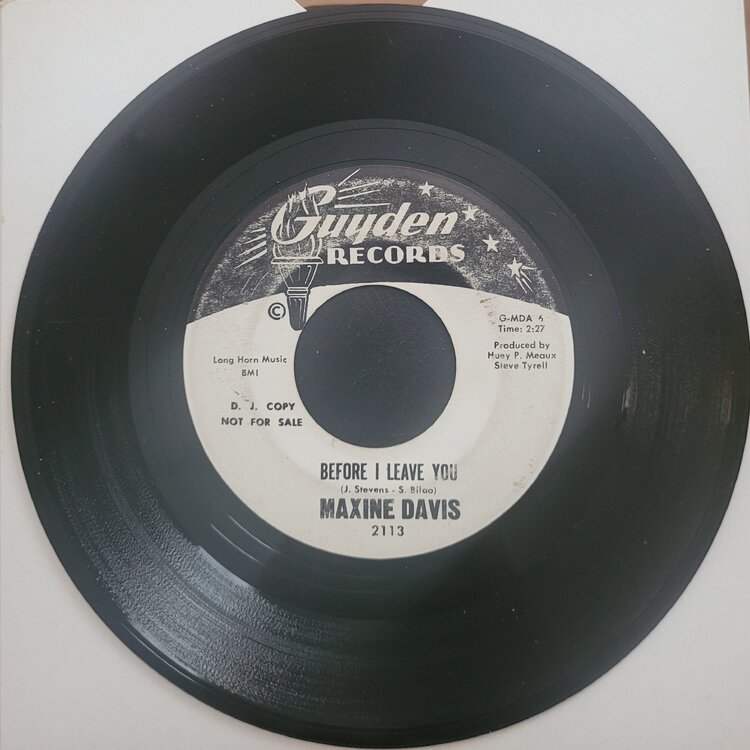 Guyden
RECORDS
©
G-MDA 6
Time: 2:27
Produced by
Huey P. Meaux
Steve Tyrell
Long Horn Music
BMI
D. J. COPY
NOT FOR SALE
BEFORE I LEAVE YOU
(J. Stevens - S. Bilao)
MAXINE DAVIS
2113